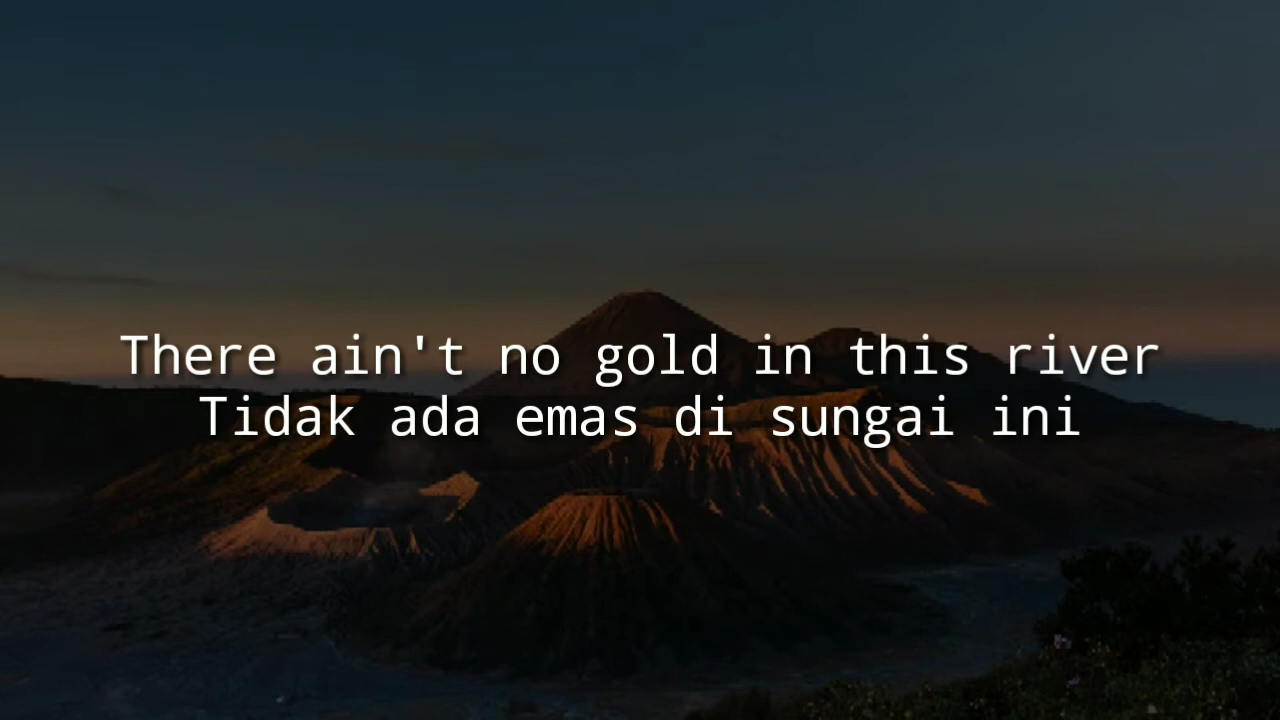 There ain't no gold in this river
Tidak ada emas di sungai ini